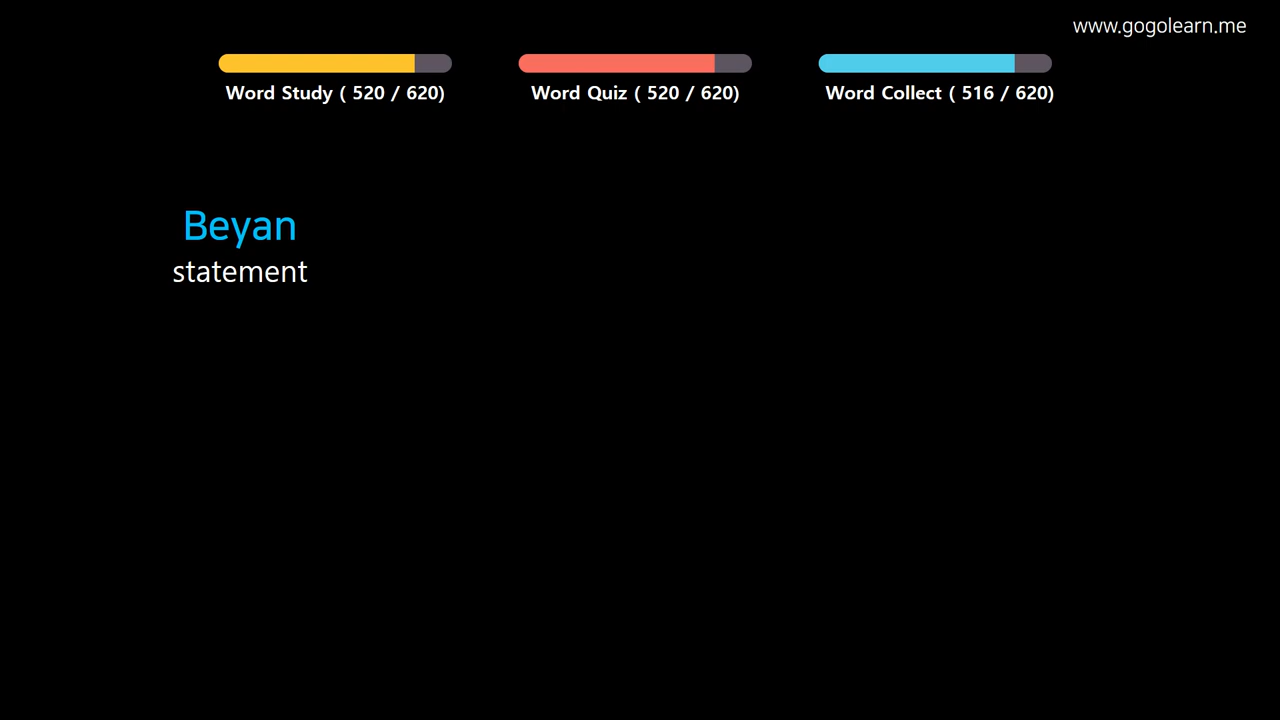 www.gogolearn.me
Word Study ( 520 / 620)
Word Quiz ( 520 / 620)
Word Collect ( 516 / 620)
Beyan
statement